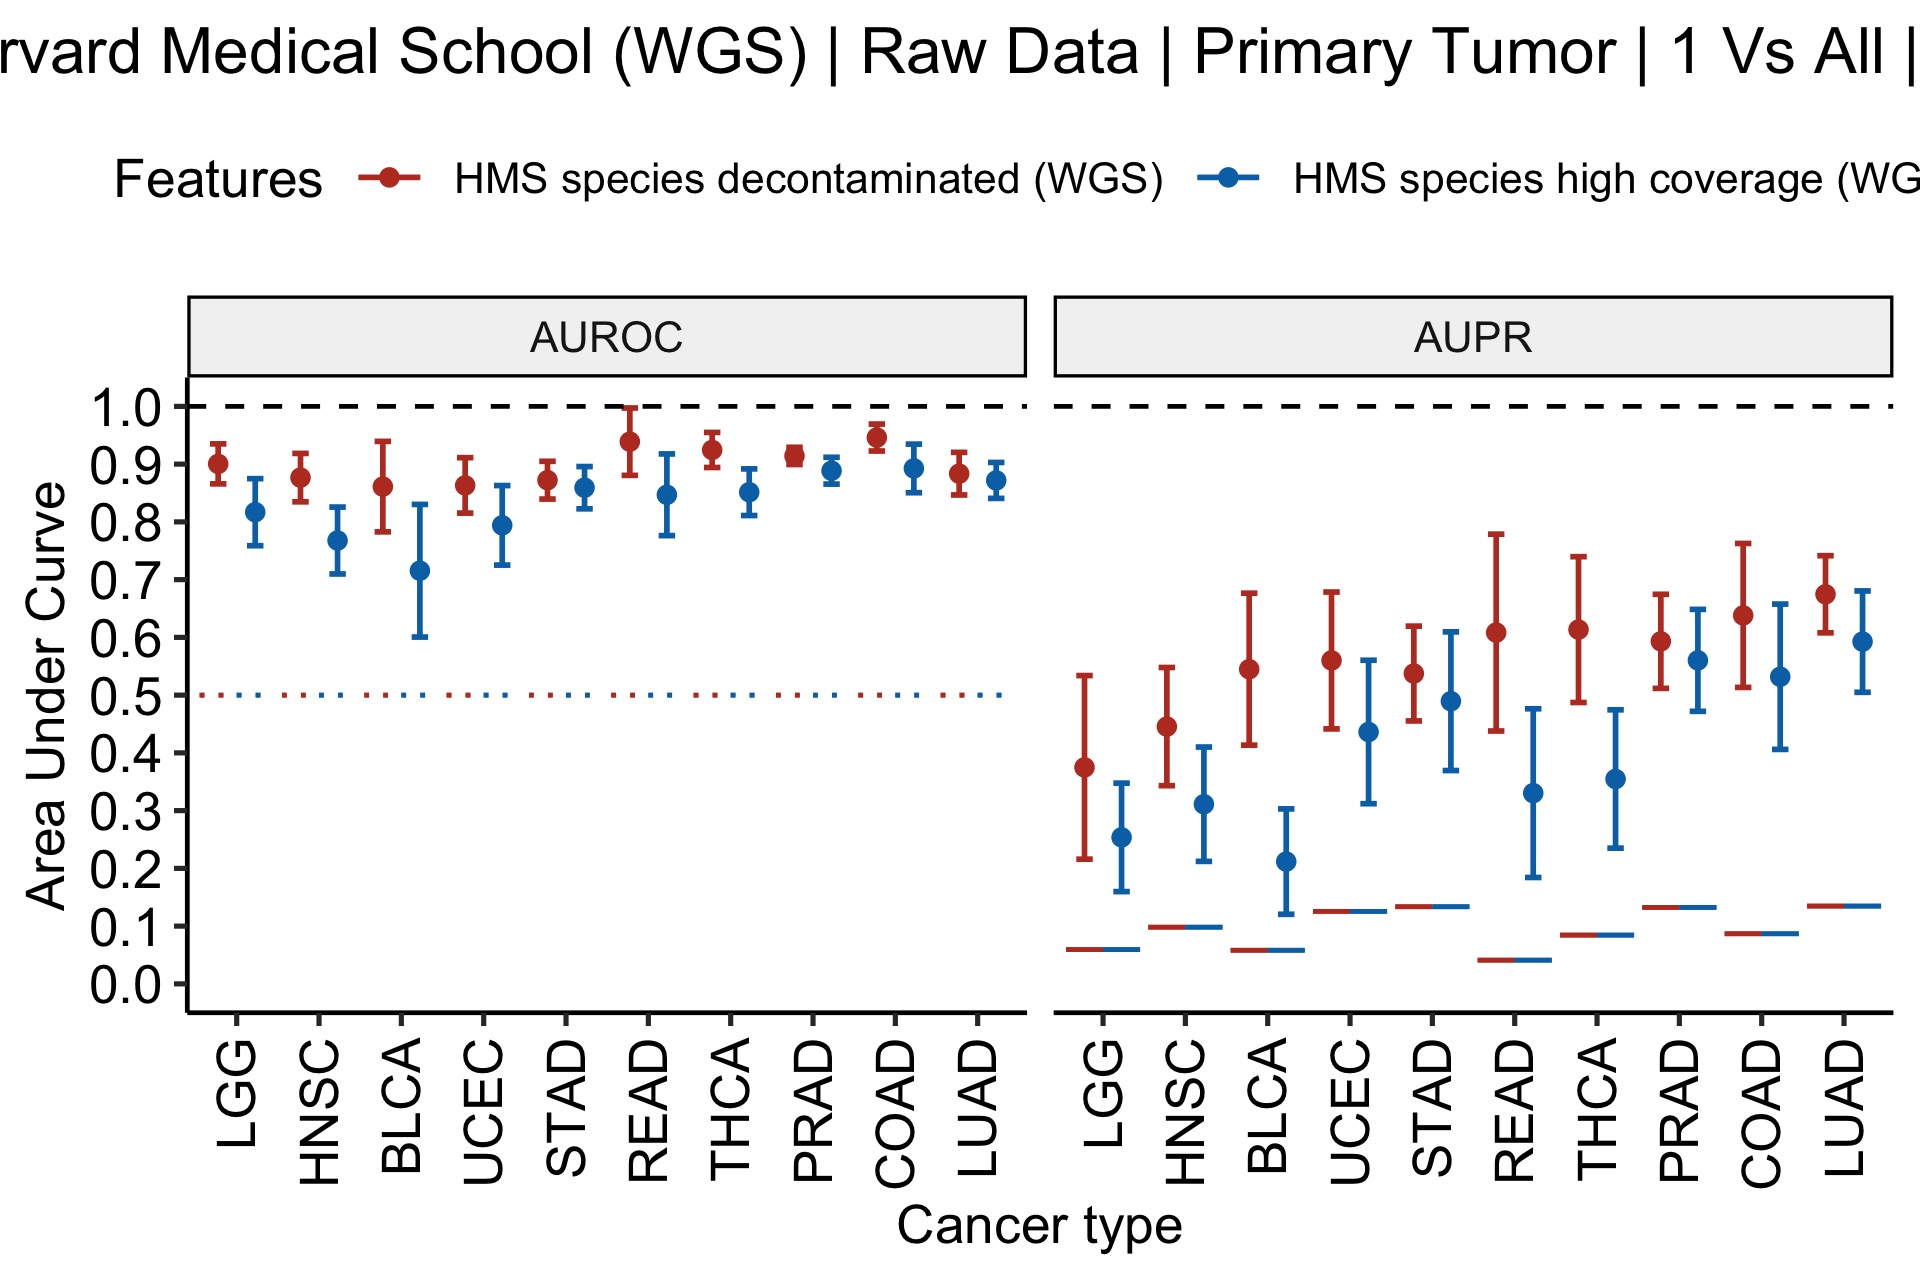 rvard Medical School (WGS) | Raw Data | Primary Tumor | 1 Vs All |
Features HMS species decontaminated (WGS) HMS species high coverage (WG
AUROC AUPR
Area Under Curve
1.0
0.9
0.8
0.7
0.6
0.5
0.4
0.3
0.2
0.1
0.0
LGG HNSC BLCA UCEC STAD READ THCA PRAD COAD LUAD LGG HNSC BLCA UCEC STAD READ THCA PRAD COAD LUAD
Cancer type